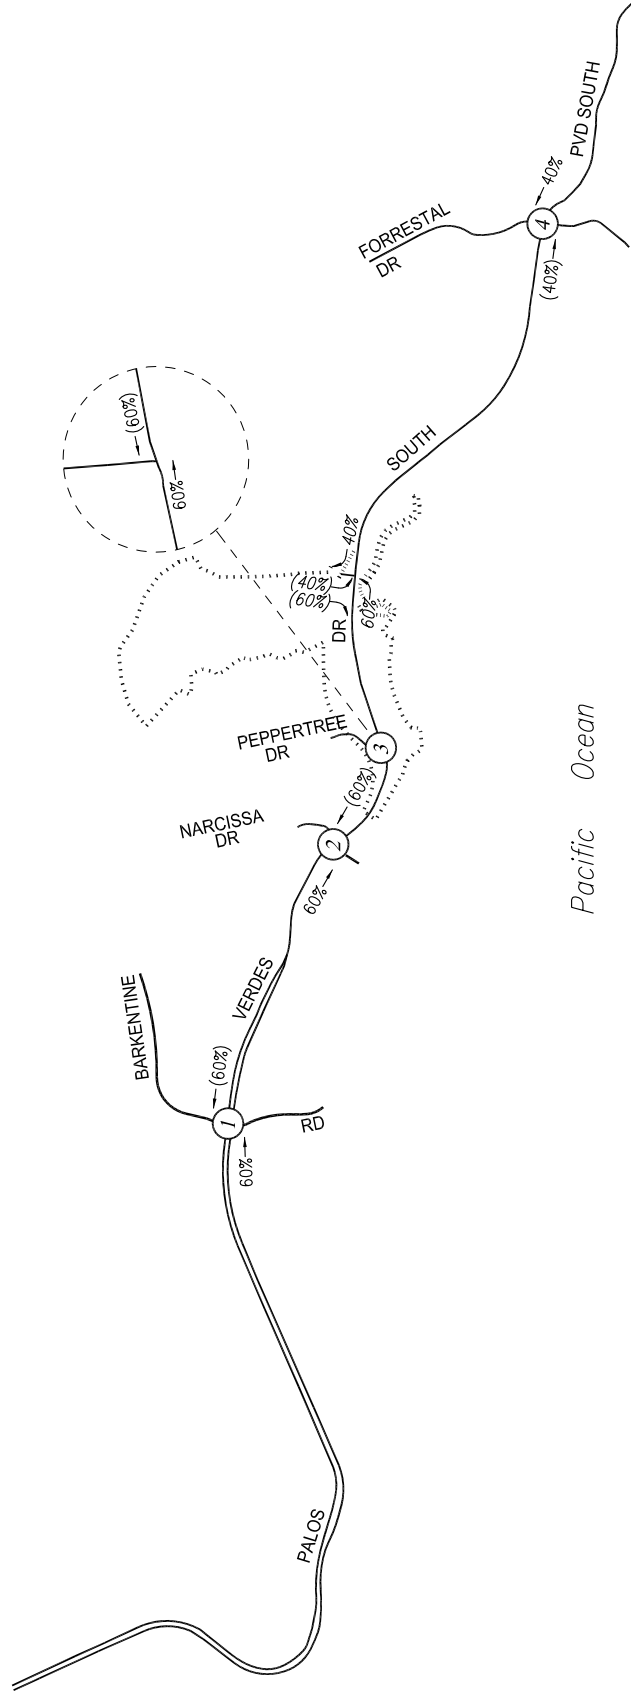 PVD SOUTH
40%
FORRESTAL
DR
4
(40%)
(60%)
60%
SOUTH
40%
(40%)
(60%)
60%
DR
PEPPERTREE
DR
3
(60%)
NARCISSA
DR
2
60%
Pacific Ocean
VERDES
BARKENTINE
(60%)
1
RD
60%
PALOS